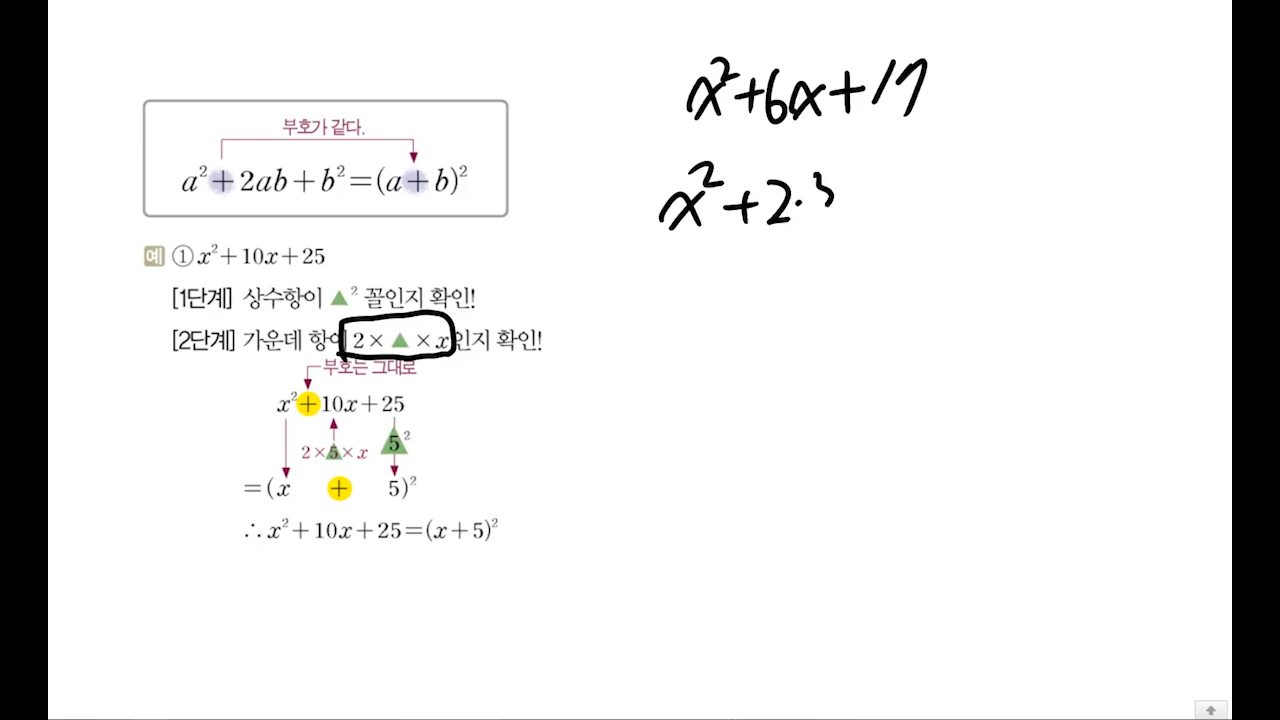 부호가 같다.
a²+2ab+b²=(a+b)²
예 ① x²+10x+25
[1단계] 상수항이 ▲² 꼴인지 확인!
[2단계] 가운데 항이 2×▲×x인지 확인!
부호는 그대로
x²+10x+25
2×5×x 5²
=(x + 5)²
∴ x²+10x+25=(x+5)²
x²+6x+17
x²+2·3